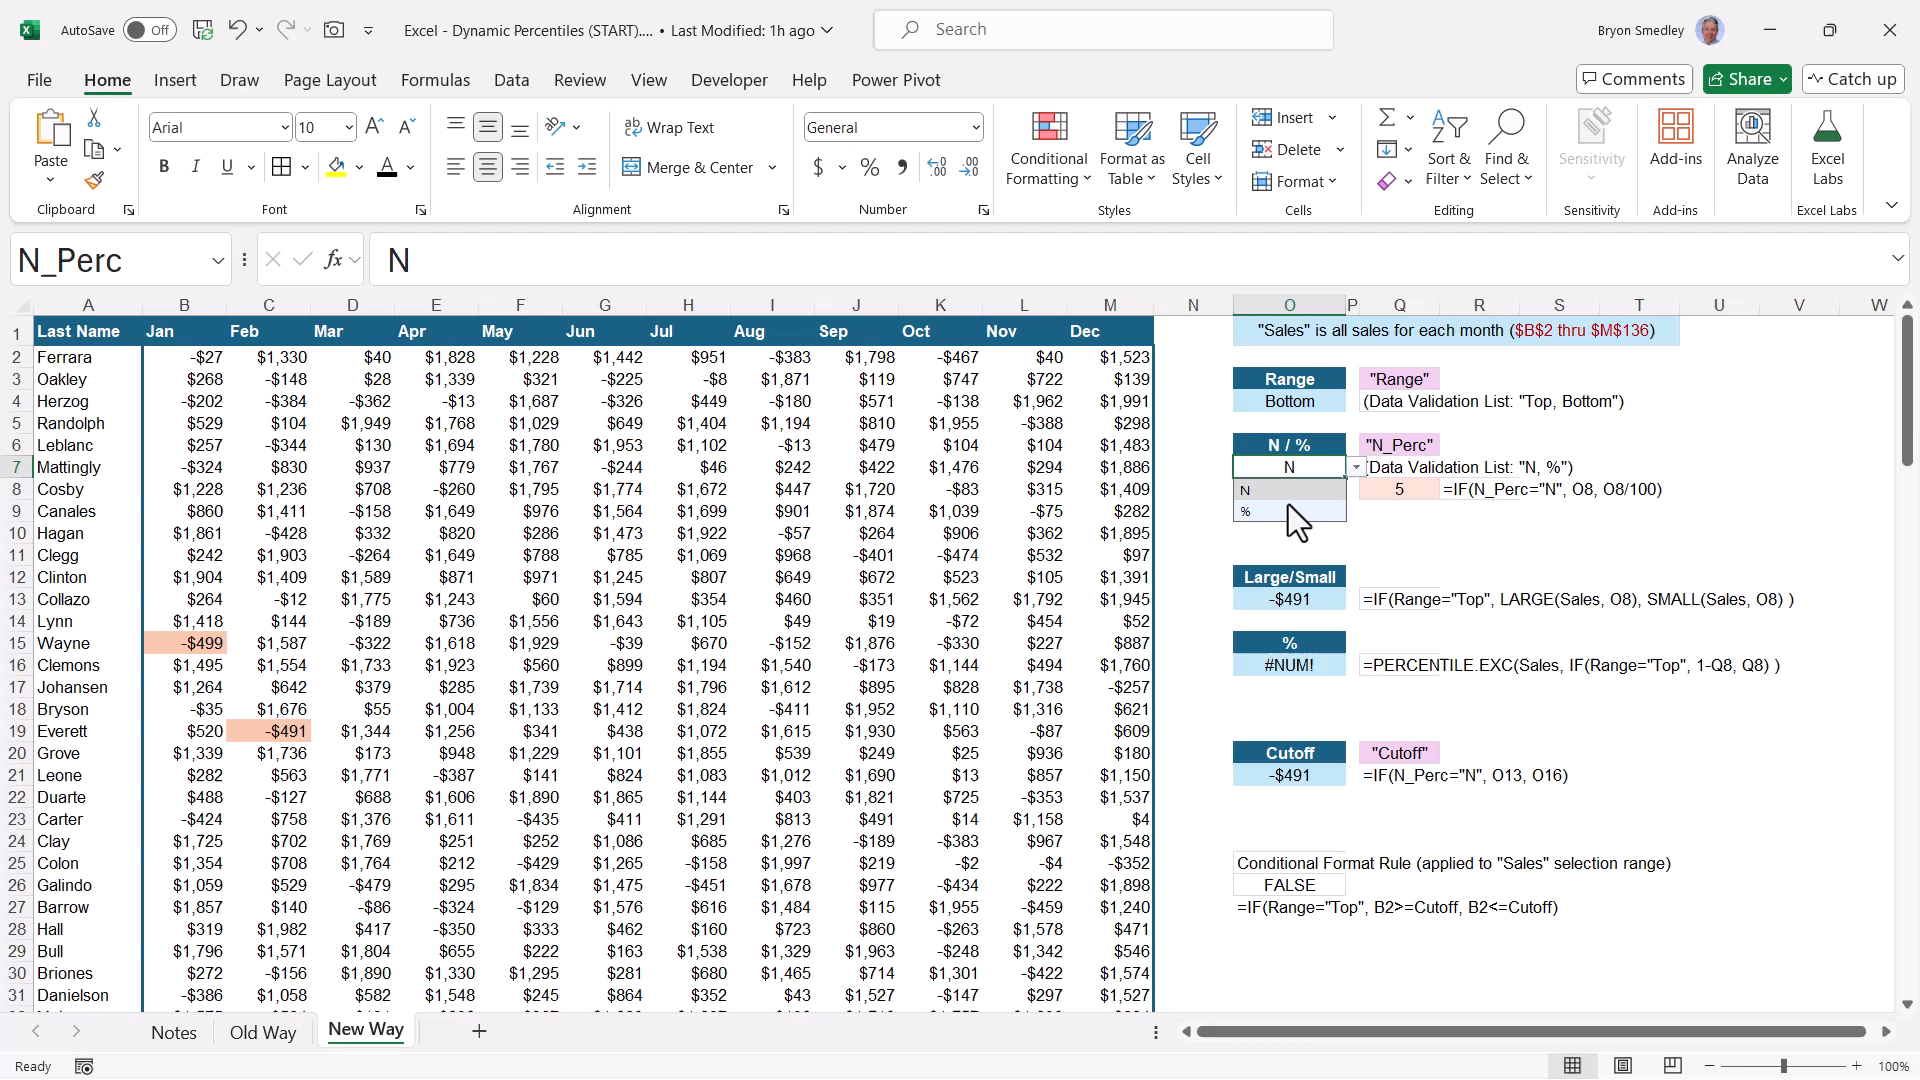 AutoSave Off Excel - Dynamic Percentiles (START).... • Last Modified: 1h ago Search Bryon Smedley
File Home Insert Draw Page Layout Formulas Data Review View Developer Help Power Pivot Comments Share Catch up
Paste Arial 10 Wrap Text General Conditional Formatting Format as Table Cell Styles Insert Sort & Filter Find & Select Sensitivity Add-ins Analyze Data Excel Labs
B I U Merge & Center $ % Delete
Format
Clipboard Font Alignment Number Styles Cells Editing Sensitivity Add-ins Excel Labs
N_Perc fx N
A B C D E F G H I J K L M N O P Q R S T U V W
1 Last Name Jan Feb Mar Apr May Jun Jul Aug Sep Oct Nov Dec "Sales" is all sales for each month ($B$2 thru $M$136)
2 Ferrara -$27 $1,330 $40 $1,828 $1,228 $1,442 $951 -$383 $1,798 -$467 $40 $1,523
3 Oakley $268 -$148 $28 $1,339 $321 -$225 -$8 $1,871 $119 $747 $722 $139 Range "Range"
4 Herzog -$202 -$384 -$362 -$13 $1,687 -$326 $449 -$180 $571 -$138 $1,962 $1,991 Bottom (Data Validation List: "Top, Bottom")
5 Randolph $529 $104 $1,949 $1,768 $1,029 $649 $1,404 $1,194 $810 $1,955 -$388 $298
6 Leblanc $257 -$344 $130 $1,694 $1,780 $1,953 $1,102 -$13 $479 $104 $104 $1,483 N / % "N_Perc"
7 Mattingly -$324 $830 $937 $779 $1,767 -$244 $46 $242 $422 $1,476 $294 $1,886 N (Data Validation List: "N, %")
8 Cosby $1,228 $1,236 $708 -$260 $1,795 $1,774 $1,672 $447 $1,720 -$83 $315 $1,409 N 5 =IF(N_Perc="N", O8, O8/100)
9 Canales $860 $1,411 -$158 $1,649 $976 $1,564 $1,699 $901 $1,874 $1,039 -$75 $282 %
10 Hagan $1,861 -$428 $332 $820 $286 $1,473 $1,922 -$57 $264 $906 $362 $1,895
11 Clegg $242 $1,903 -$264 $1,649 $788 $785 $1,069 $968 -$401 -$474 $532 $97
12 Clinton $1,904 $1,409 $1,589 $871 $971 $1,245 $807 $649 $672 $523 $105 $1,391 Large/Small
13 Collazo $264 -$12 $1,775 $1,243 $60 $1,594 $354 $460 $351 $1,562 $1,792 $1,945 -$491 =IF(Range="Top", LARGE(Sales, O8), SMALL(Sales, O8) )
14 Lynn $1,418 $144 -$189 $736 $1,556 $1,643 $1,105 $49 $19 -$72 $454 $52
15 Wayne -$499 $1,587 -$322 $1,618 $1,929 -$39 $670 -$152 $1,876 -$330 $227 $887 %
16 Clemons $1,495 $1,554 $1,733 $1,923 $560 $899 $1,194 $1,540 -$173 $1,144 $494 $1,760 #NUM! =PERCENTILE.EXC(Sales, IF(Range="Top", 1-Q8, Q8) )
17 Johansen $1,264 $642 $379 $285 $1,739 $1,714 $1,796 $1,612 $895 $828 $1,738 -$257
18 Bryson -$35 $1,676 $55 $1,004 $1,133 $1,412 $1,824 -$411 $1,952 $1,110 $1,316 $621
19 Everett $520 -$491 $1,344 $1,256 $341 $438 $1,072 $1,615 $1,930 $563 -$87 $609
20 Grove $1,339 $1,736 $173 $948 $1,229 $1,101 $1,855 $539 $249 $25 $936 $180 Cutoff "Cutoff"
21 Leone $282 $563 $1,771 -$387 $141 $824 $1,083 $1,012 $1,690 $13 $857 $1,150 -$491 =IF(N_Perc="N", O13, O16)
22 Duarte $488 -$127 $688 $1,606 $1,890 $1,865 $1,144 $403 $1,821 $725 -$353 $1,537
23 Carter -$424 $758 $1,376 $1,611 -$435 $411 $1,291 $813 $491 $14 $1,158 $4
24 Clay $1,725 $702 $1,769 $251 $252 $1,086 $685 $1,276 -$189 -$383 $967 $1,548
25 Colon $1,354 $708 $1,764 $212 -$429 $1,265 -$158 $1,997 $219 -$2 -$4 -$352 Conditional Format Rule (applied to "Sales" selection range)
26 Galindo $1,059 $529 -$479 $295 $1,834 $1,475 -$451 $1,678 $977 -$434 $222 $1,898 FALSE
27 Barrow $1,857 $140 -$86 -$324 -$129 $1,576 $616 $1,484 $115 $1,955 -$459 $1,240 =IF(Range="Top", B2>=Cutoff, B2<=Cutoff)
28 Hall $319 $1,982 $417 -$350 $333 $462 $160 $723 $860 -$263 $1,578 $471
29 Bull $1,796 $1,571 $1,804 $655 $222 $163 $1,538 $1,329 $1,963 -$248 $1,342 $546
30 Briones $272 -$156 $1,890 $1,330 $1,295 $281 $680 $1,465 $714 $1,301 -$422 $1,574
31 Danielson -$386 $1,058 $582 $1,548 $245 $864 $352 $43 $1,527 -$147 $297 $1,527
Notes Old Way New Way
Ready 100%